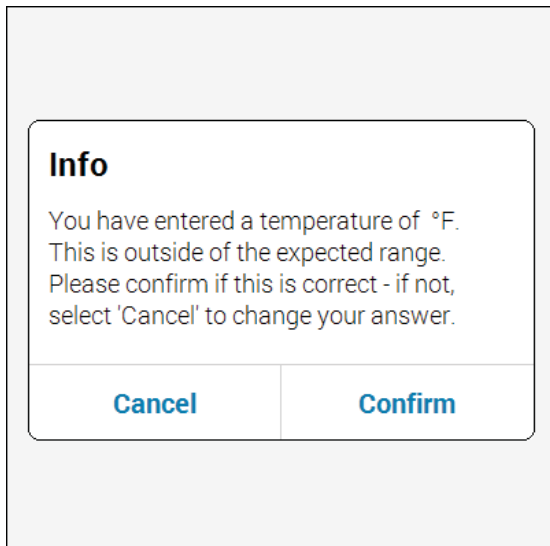 Info
You have entered a temperature of  °F.
This is outside of the expected range.
Please confirm if this is correct - if not,
select 'Cancel' to change your answer.
Cancel
Confirm